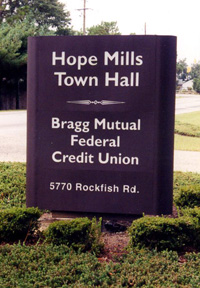 Hope Mills
Town Hall
Bragg Mutual
Federal
Credit Union
5770 Rockfish Rd.